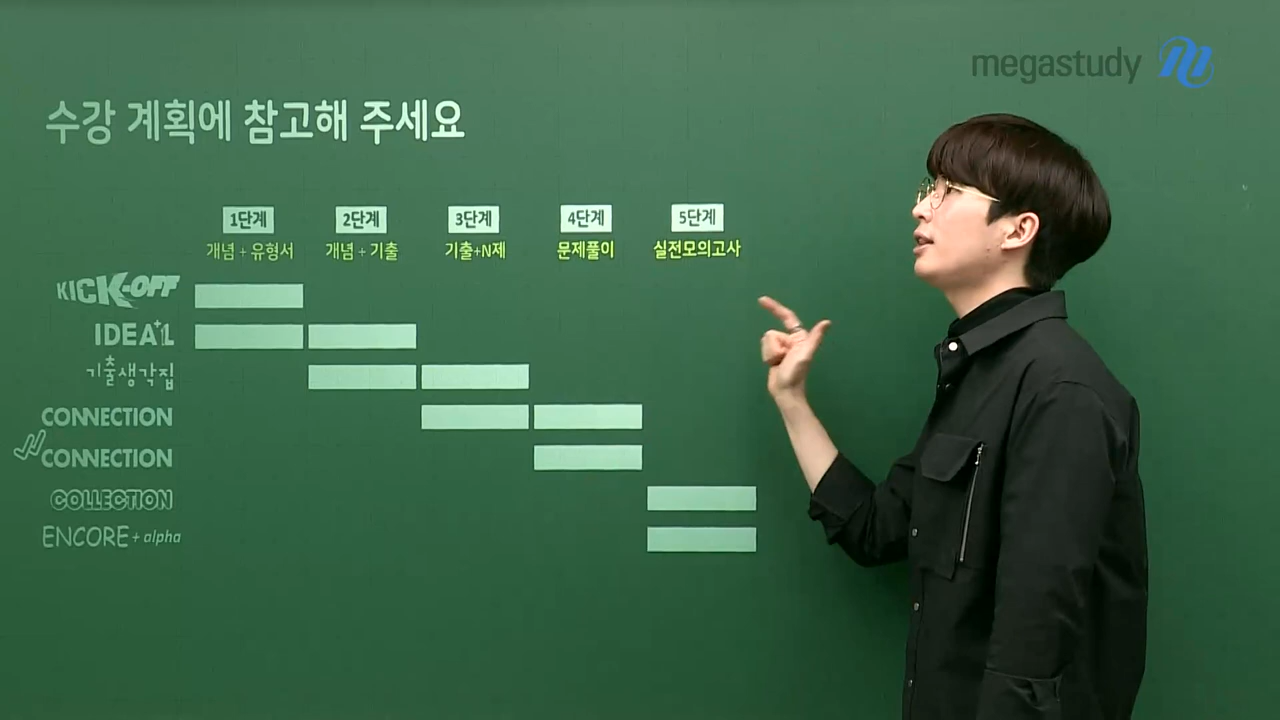 megastudy
수강 계획에 참고해 주세요
1단계 2단계 3단계 4단계 5단계
개념 + 유형서 개념 + 기출 기출+N제 문제풀이 실전모의고사
KICK-OFF
IDEAL
기출생각집
CONNECTION
CONNECTION
COLLECTION
ENCORE + alpha